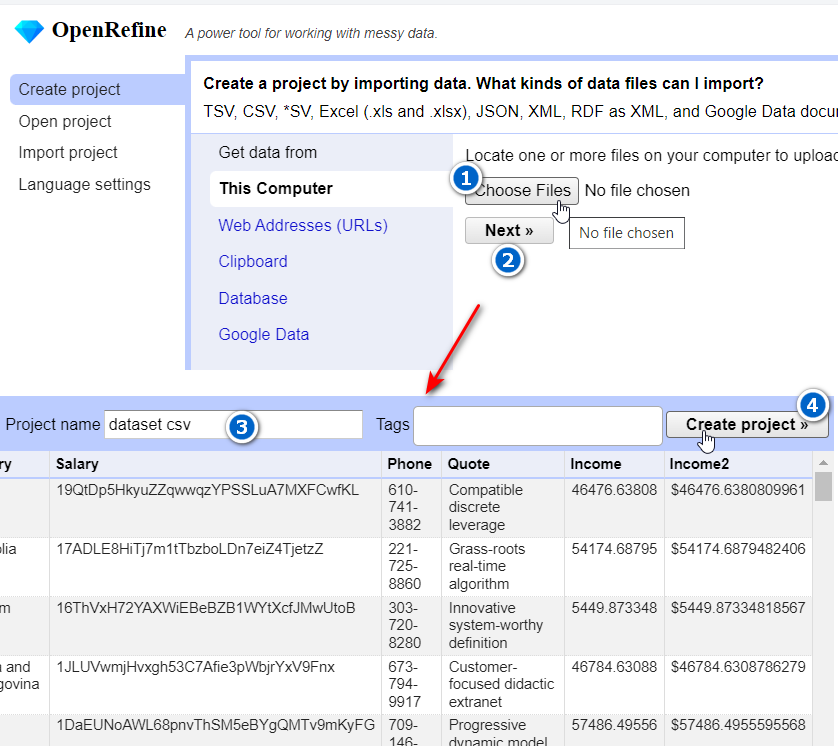 OpenRefine A power tool for working with messy data.
Create project
Open project
Import project
Language settings
Create a project by importing data. What kinds of data files can I import?
TSV, CSV, *SV, Excel (.xls and .xlsx), JSON, XML, RDF as XML, and Google Data docu
Get data from
This Computer
Web Addresses (URLs)
Clipboard
Database
Google Data
Locate one or more files on your computer to upload
1 Choose Files No file chosen
Next »
No file chosen
2
Project name dataset csv 3 Tags Create project » 4
ry Salary Phone Quote Income Income2
19QtDp5HkyuZZqwwqzYPSSLuA7MXFCwfKL 610- Compatible 46476.63808 $46476.6380809961
741- discrete
3882 leverage
olia 17ADLE8HiTj7m1tTbzboLDn7eiZ4TjetzZ 221- Grass-roots 54174.68795 $54174.6879482406
725- real-time
8860 algorithm
m 16ThVxH72YAXWiEBeBZB1WYtXcfJMwUtoB 303- Innovative 5449.873348 $5449.87334818567
720- system-worthy
8280 definition
a and 1JLUVwmjHvxgh53C7Afie3pWbjrYxV9Fnx 673- Customer- 46784.63088 $46784.6308786279
govina 794- focused didactic
9917 extranet
1DaEUNoAWL68pnvThSM5eBYgQMTv9mKyFG 709- Progressive 57486.49556 $57486.4955595568
146- dynamic model